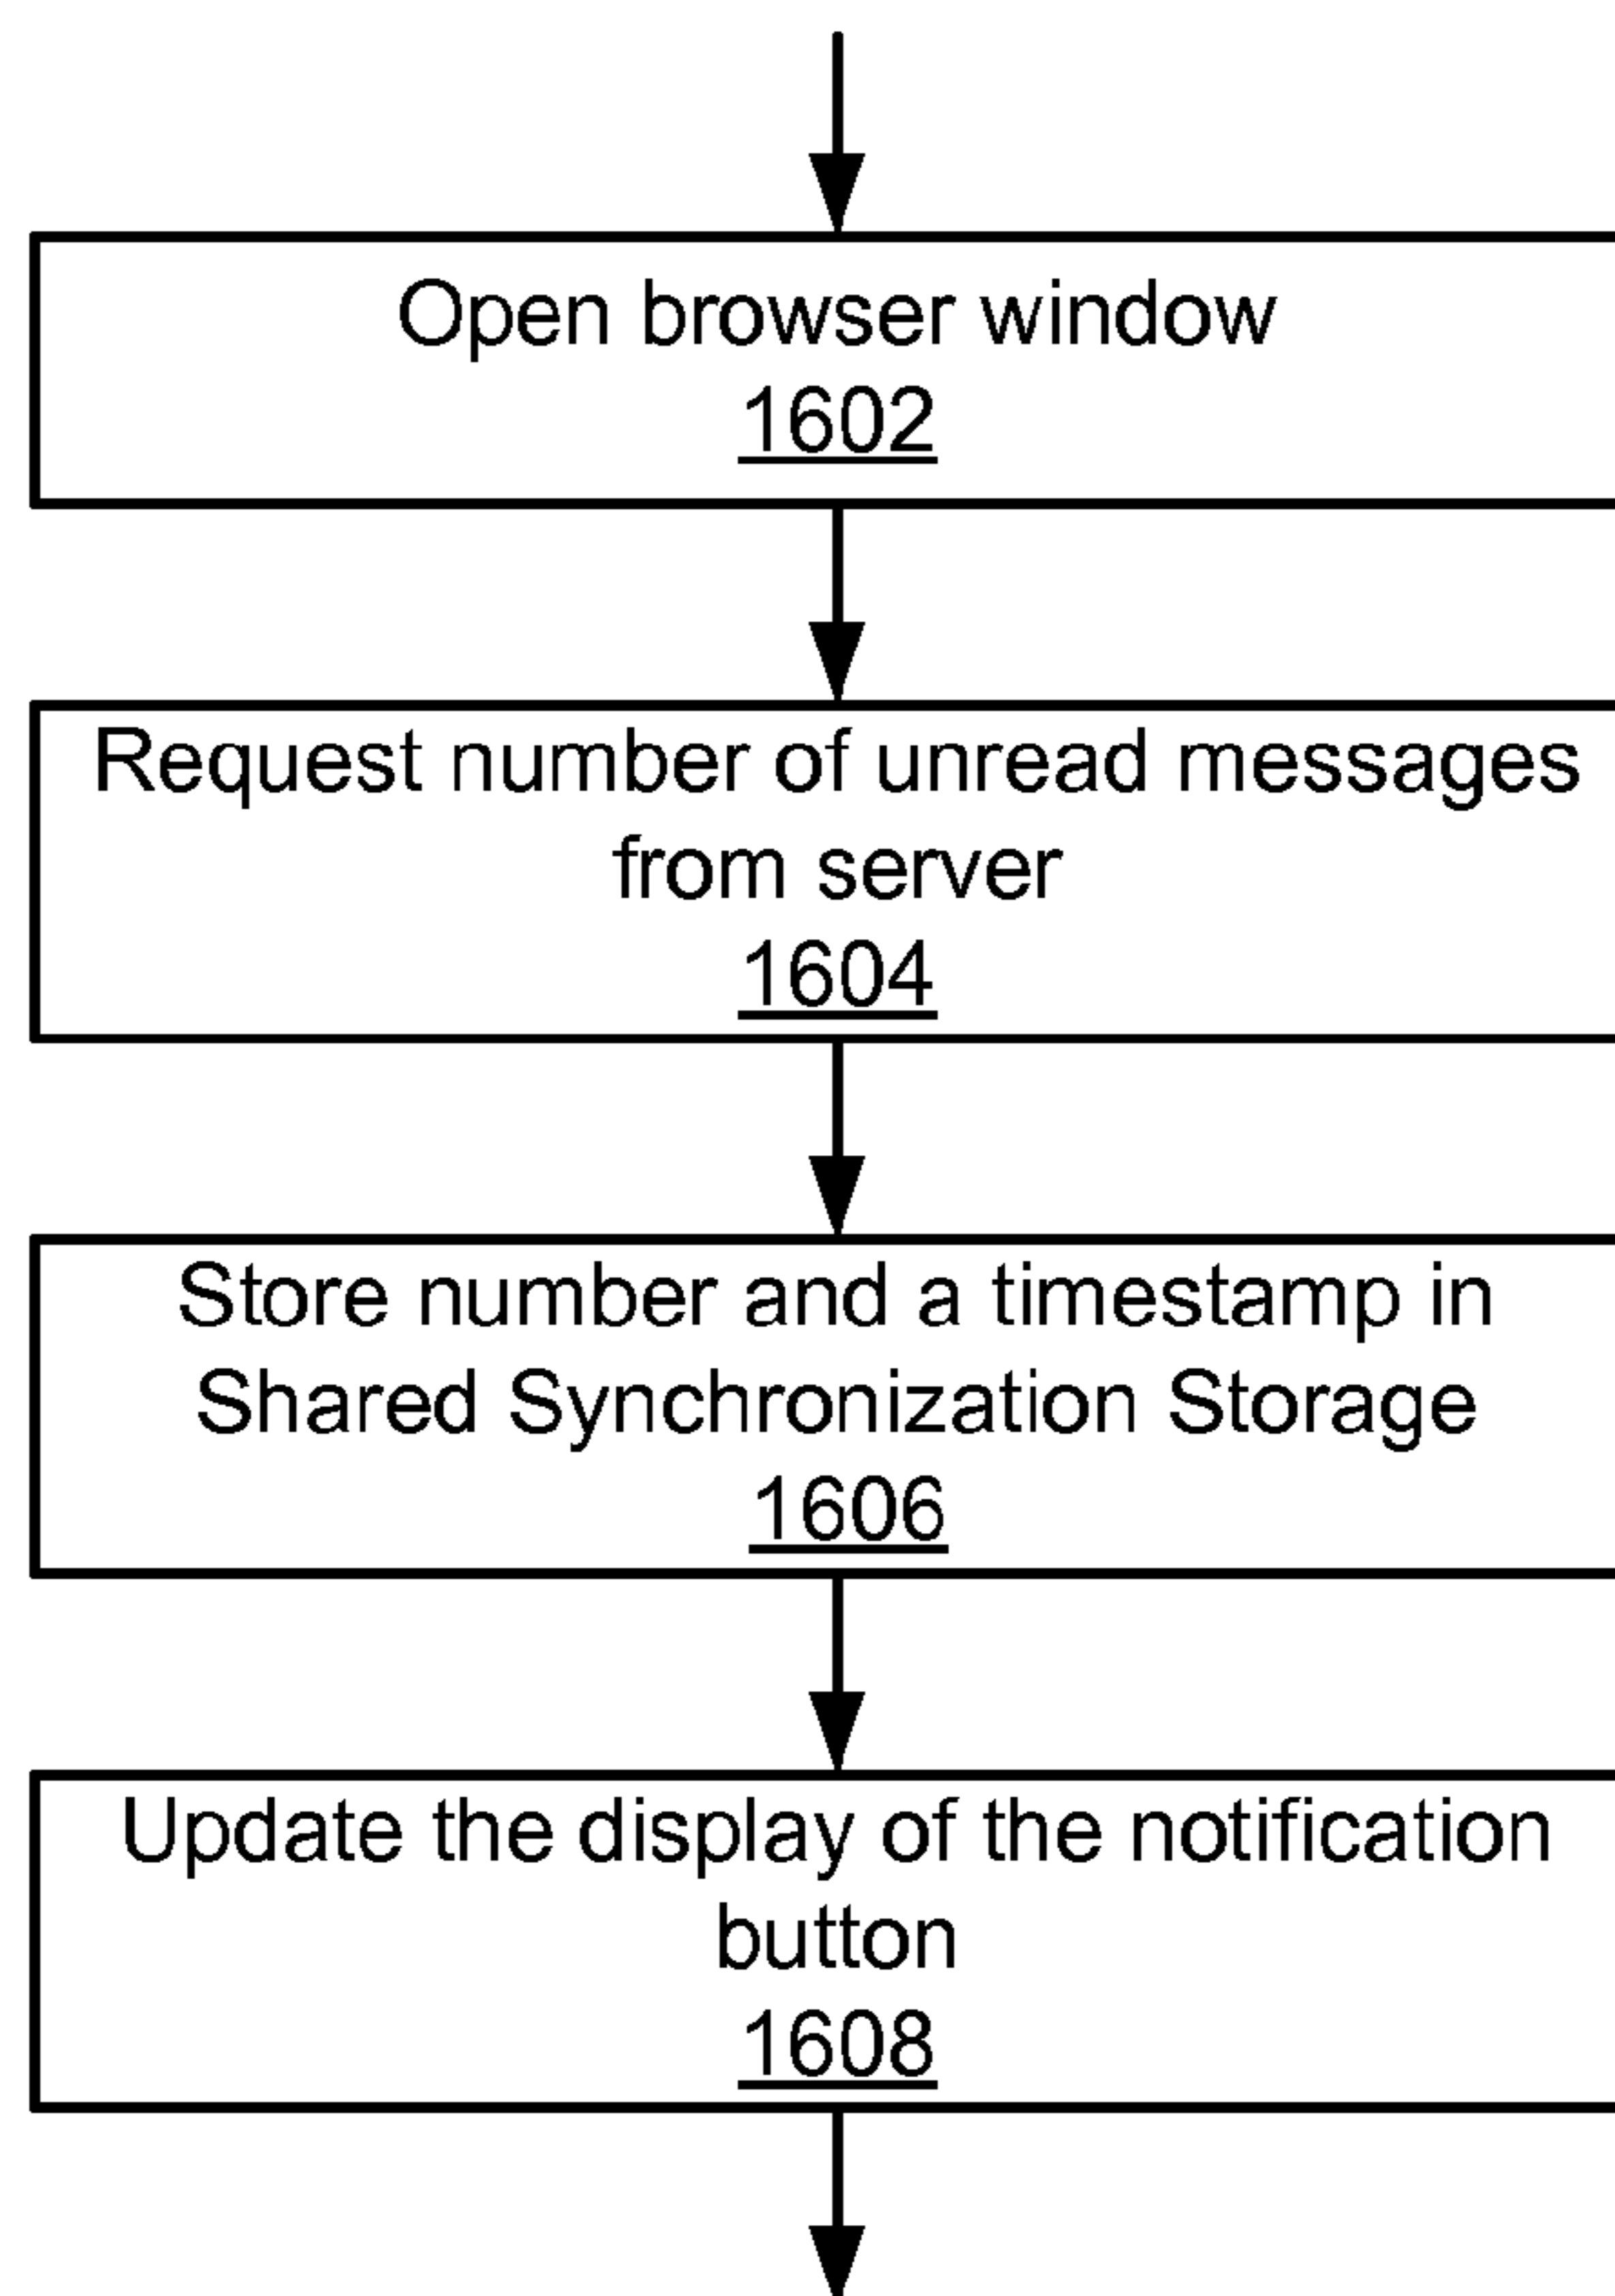 Open browser window
1602
Request number of unread messages
from server
1604
Store number and a timestamp in
Shared Synchronization Storage
1606
Update the display of the notification
button
1608